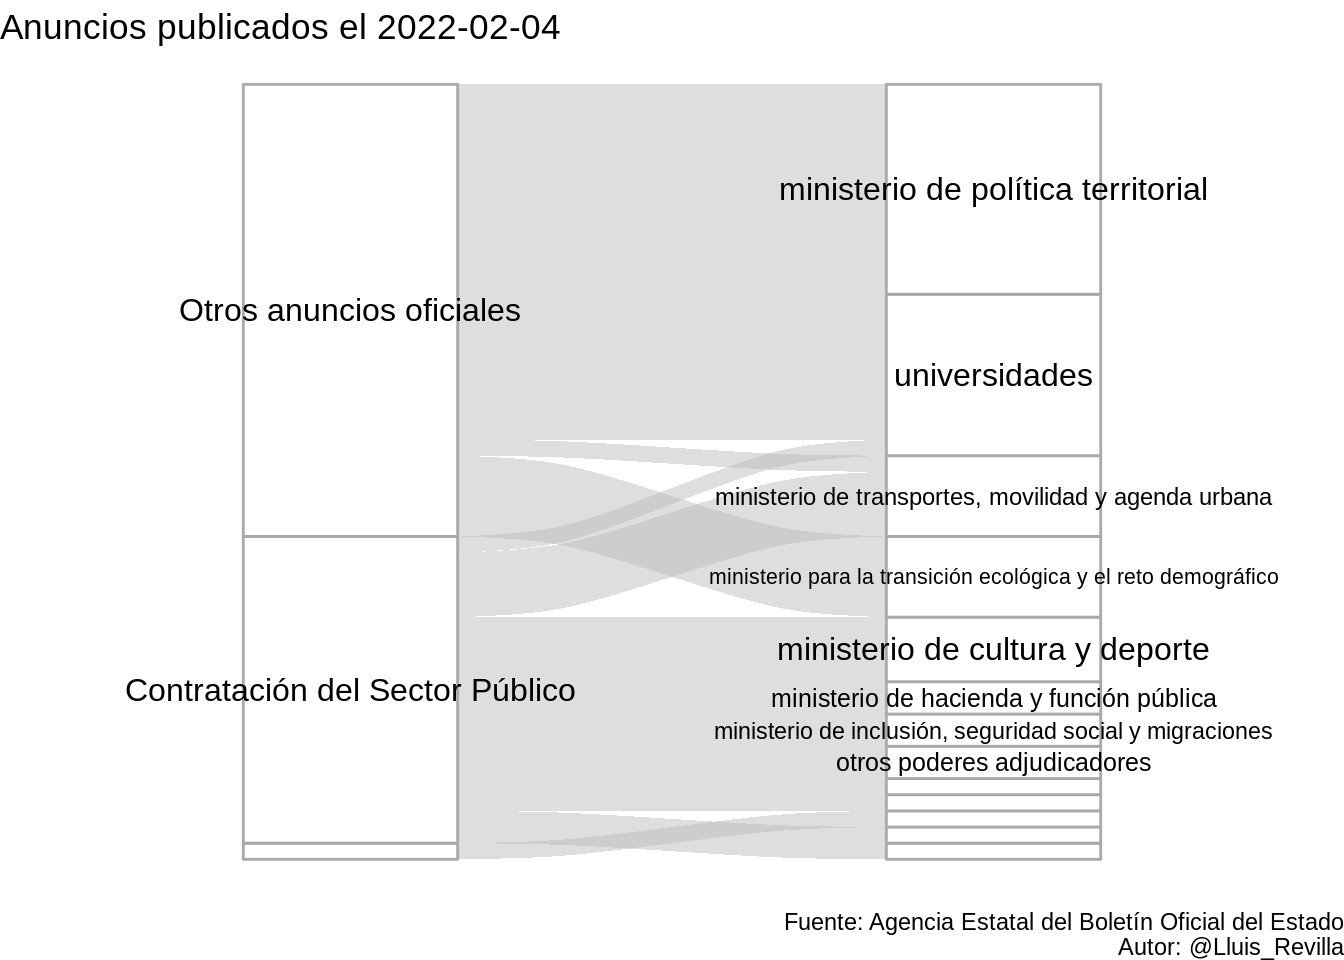 Anuncios publicados el 2022-02-04
ministerio de política territorial
Otros anuncios oficiales
universidades
ministerio de transportes, movilidad y agenda urbana
ministerio para la transición ecológica y el reto demográfico
ministerio de cultura y deporte
Contratación del Sector Público
ministerio de hacienda y función pública
ministerio de inclusión, seguridad social y migraciones
otros poderes adjudicadores
Fuente: Agencia Estatal del Boletín Oficial del Estado
Autor: @Lluis_Revilla